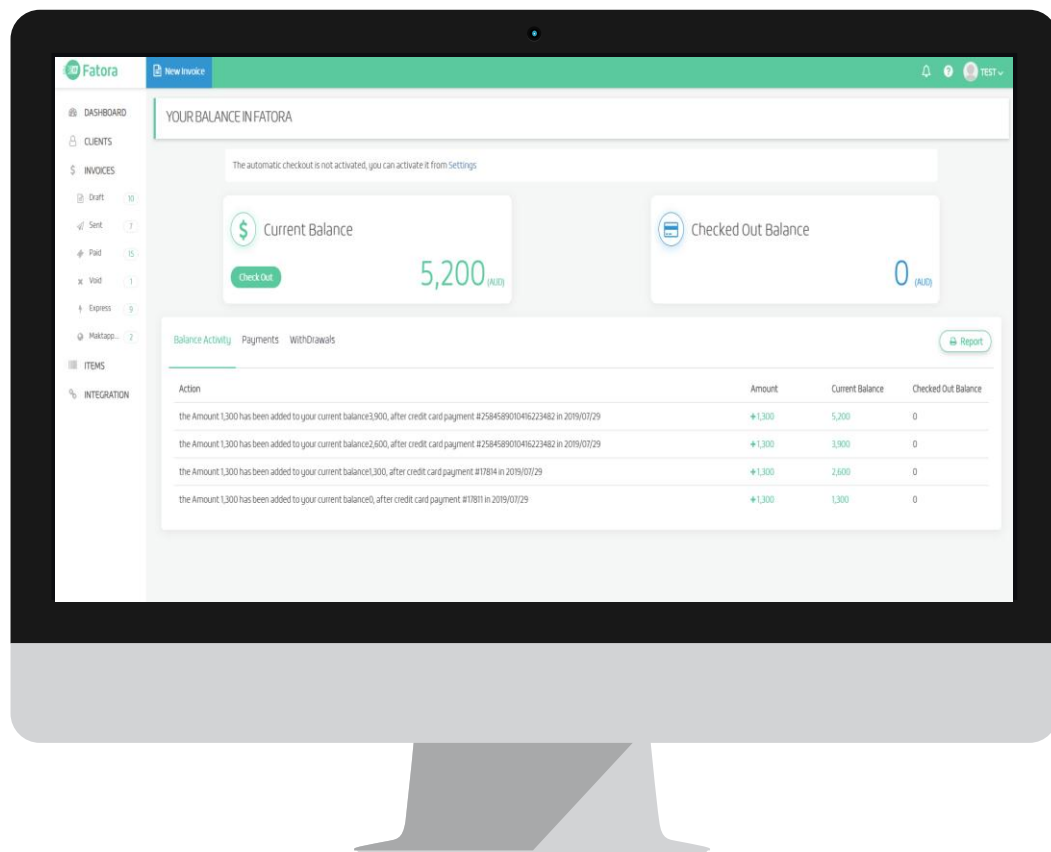 Fatora
New Invoice
TEST
DASHBOARD
CLIENTS
$ INVOICES
Draft 10
Sent 7
Paid 15
Void 1
Express 9
Maktapp... 2
ITEMS
INTEGRATION
YOUR BALANCE IN FATORA
The automatic checkout is not activated, you can activate it from Settings
$ Current Balance
Check Out
5,200 (AUD)
Checked Out Balance
0 (AUD)
Balance Activity Payments WithDrawals
Report
Action Amount Current Balance Checked Out Balance
the Amount 1,300 has been added to your current balance3,900, after credit card payment #2584589010416223482 in 2019/07/29 +1,300 5,200 0
the Amount 1,300 has been added to your current balance2,600, after credit card payment #2584589010416223482 in 2019/07/29 +1,300 3,900 0
the Amount 1,300 has been added to your current balance1,300, after credit card payment #17814 in 2019/07/29 +1,300 2,600 0
the Amount 1,300 has been added to your current balance0, after credit card payment #17811 in 2019/07/29 +1,300 1,300 0